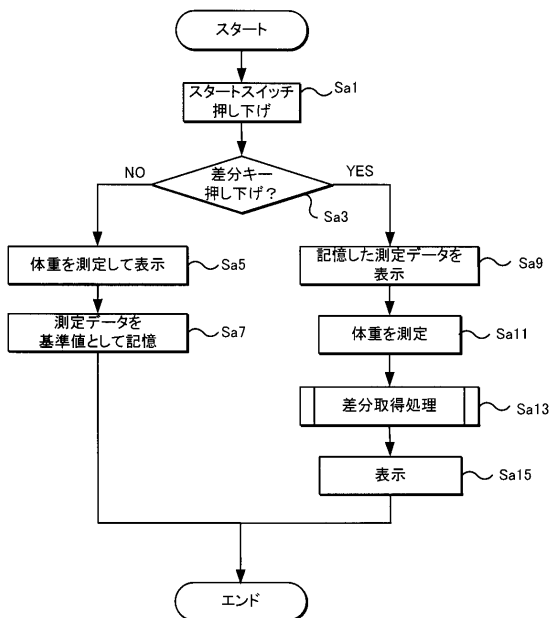 スタート
スタートスイッチ
押し下げ
Sa1
差分キー
押し下げ？
Sa3
NO
YES
体重を測定して表示
Sa5
測定データを
基準値として記憶
Sa7
記憶した測定データを
表示
Sa9
体重を測定
Sa11
差分取得処理
Sa13
表示
Sa15
エンド